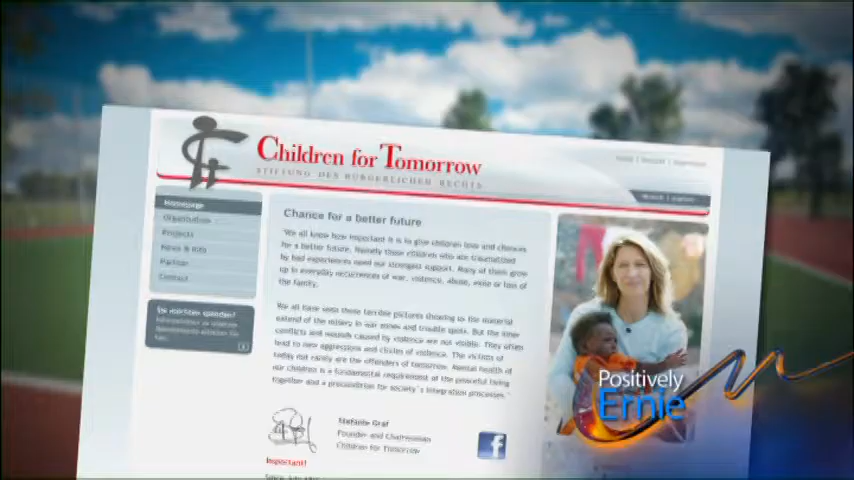 Children for Tomorrow
STIFTUNG DES BÜRGERLICHEN RECHTS
Homepage
Organisation
Projects
News & Info
Partner
Contact
Chance for a better future
We all know how important it is to give children love and chances
for a better future. Namely those children who are traumatized
by bad experiences need our strongest support. Many of them grow
up in everyday occurrences of war, violence, abuse, exile or loss of
the family.
We all have seen those terrible pictures showing us the material
extend of the misery in war zones and trouble spots. But the inner
conflicts and wounds caused by violence are not visible. They often
lead to new aggressions and circles of violence. The victims of
today not rarely are the offenders of tomorrow. Mental health of
our children is a fundamental requirement of the peaceful living
together and a precondition for society's integration processes.
Stefanie Graf
Founder and Chairwoman
Children for Tomorrow
f
Important!
Positively
Ernie